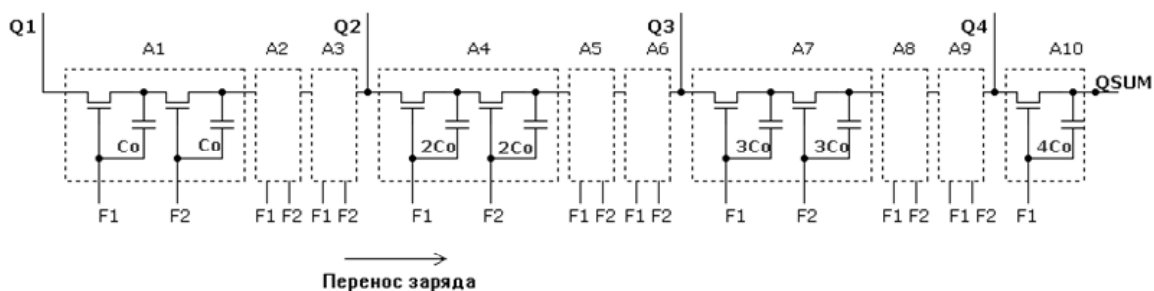 Q1 Q2 Q3 Q4
A1 A2 A3 A4 A5 A6 A7 A8 A9 A10
QSUM
Co Co 2Co 2Co 3Co 3Co 4Co
F1 F2 F1 F2 F1 F2 F1 F2 F1 F2 F1 F2 F1 F2 F1 F2 F1 F2 F1
Перенос заряда